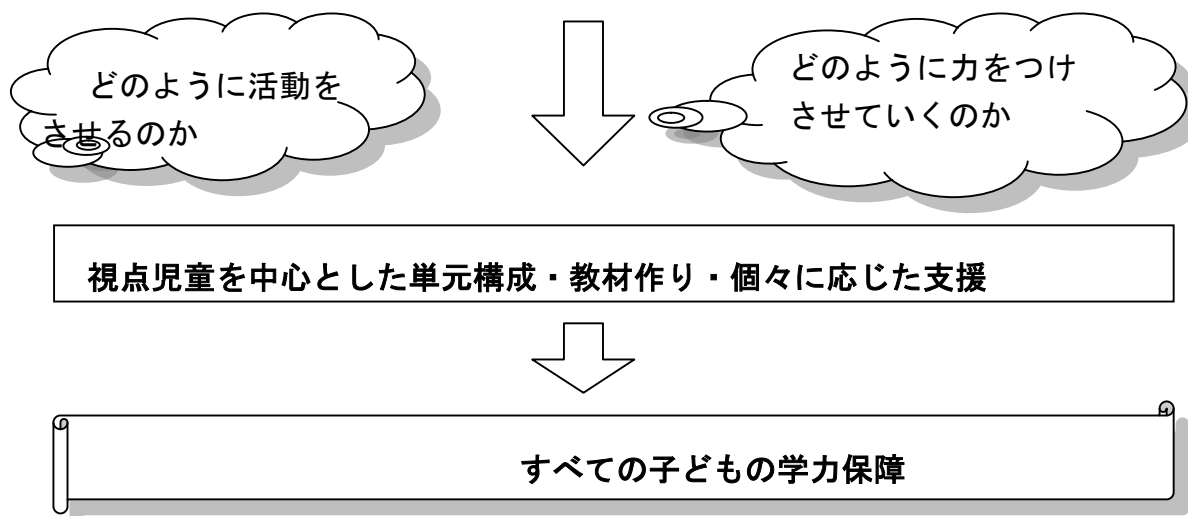 どのように活動を
させるのか
どのように力をつけ
させていくのか
視点児童を中心とした単元構成・教材作り・個々に応じた支援
すべての子どもの学力保障